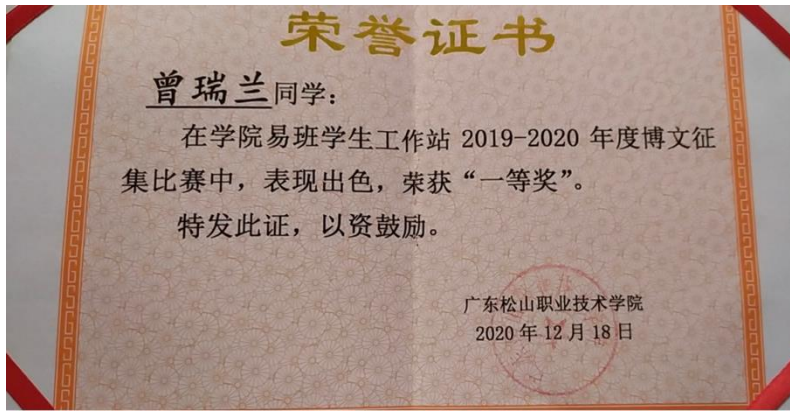 荣誉证书
曾瑞兰同学：
在学院易班学生工作站 2019-2020 年度博文征
集比赛中，表现出色，荣获“一等奖”。
特发此证，以资鼓励。
广东松山职业技术学院
2020 年 12 月 18 日